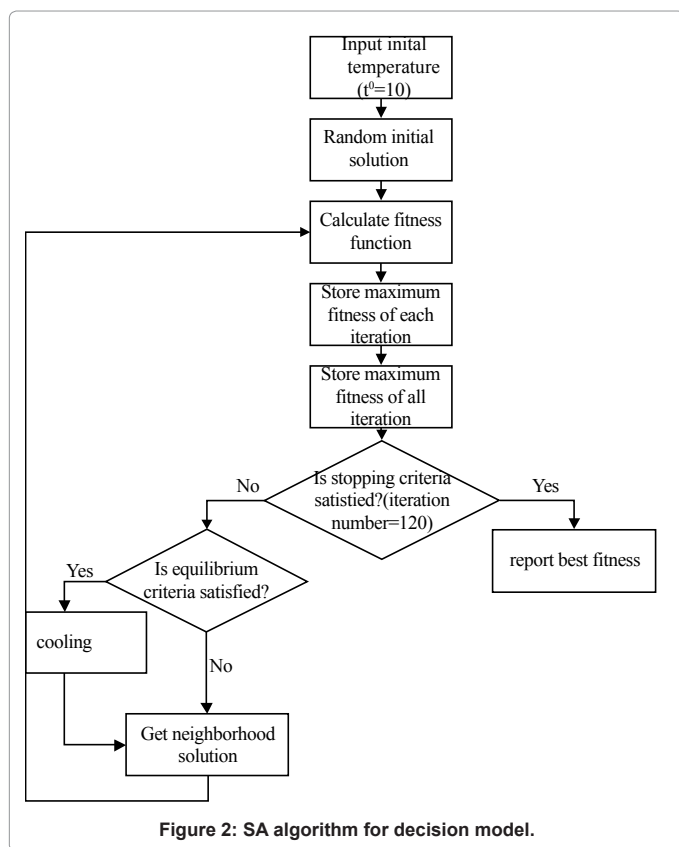 Input inital
temperature
(t⁰=10)
Random initial
solution
Calculate fitness
function
Store maximum
fitness of each
iteration
Store maximum
fitness of all
iteration
Is stopping criteria
satistied?(iteration
number=120)
No
Yes
report best fitness
Is equilibrium
criteria satisfied?
Yes
cooling
No
Get neighborhood
solution
Figure 2: SA algorithm for decision model.